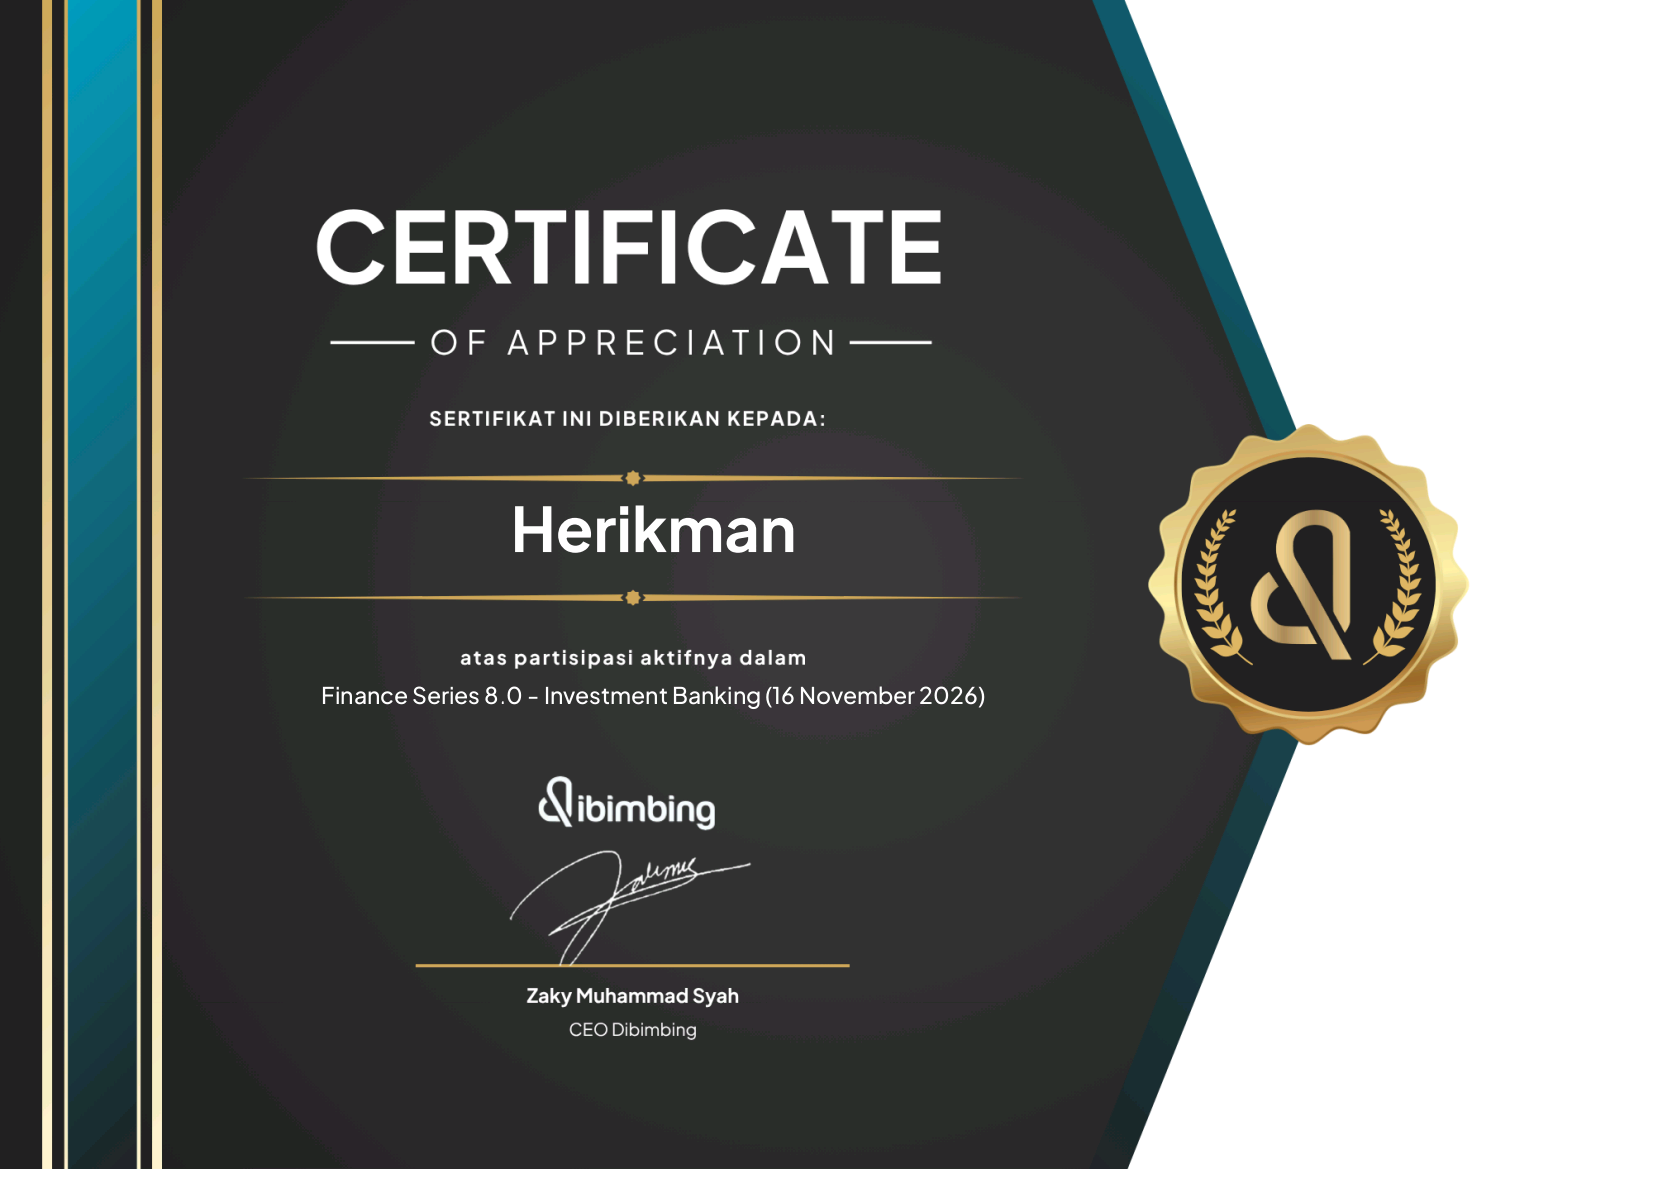 CERTIFICATE
OF APPRECIATION
SERTIFIKAT INI DIBERIKAN KEPADA:
Herikman
atas partisipasi aktifnya dalam
Finance Series 8.0 - Investment Banking (16 November 2026)
dibimbing
Zaky Muhammad Syah
CEO Dibimbing